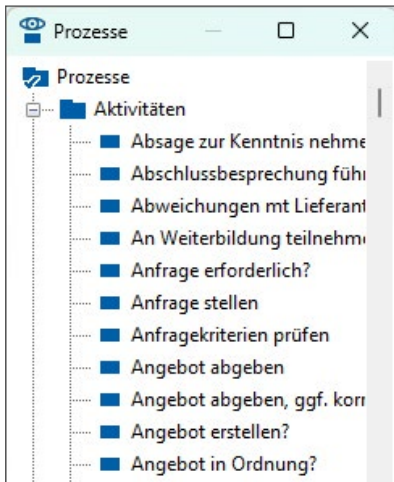 Prozesse
Prozesse
Aktivitäten
Absage zur Kenntnis nehme
Abschlussbesprechung führ
Abweichungen mt Lieferant
An Weiterbildung teilnehm
Anfrage erforderlich?
Anfrage stellen
Anfragekriterien prüfen
Angebot abgeben
Angebot abgeben, ggf. korr
Angebot erstellen?
Angebot in Ordnung?